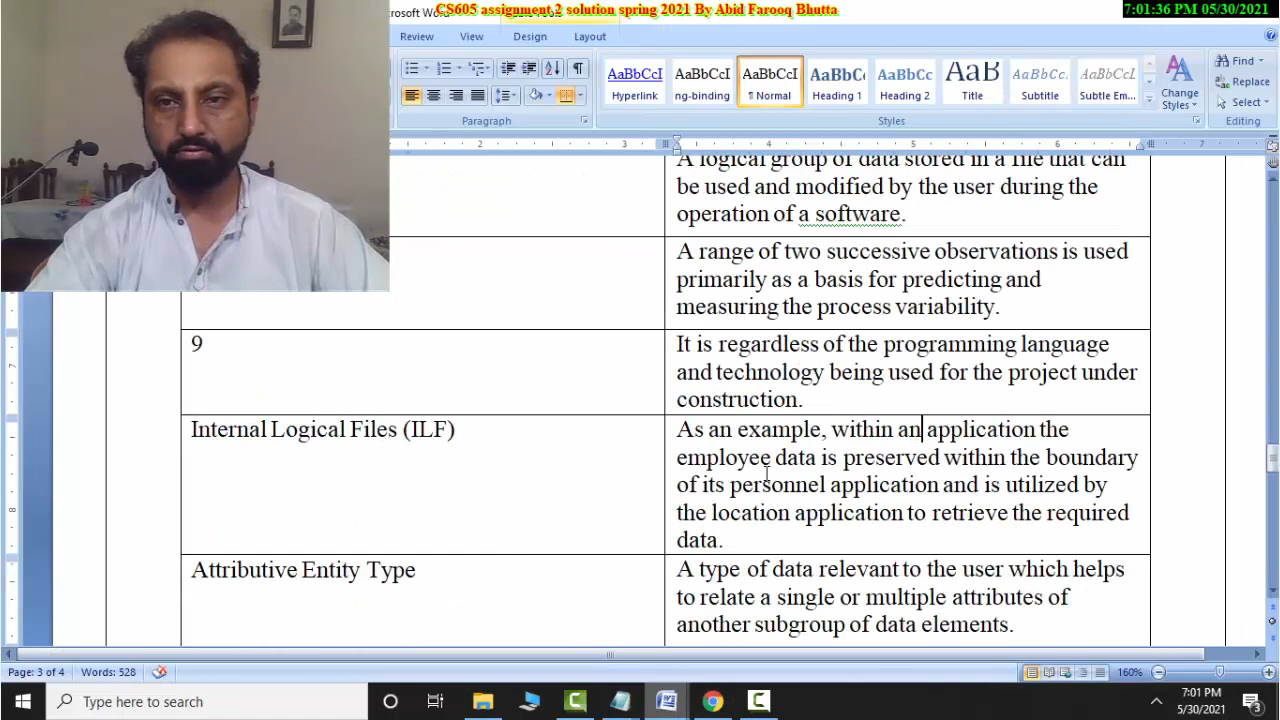 CS605 assignment 2 solution spring 2021 By Abid Farooq Bhutta
7:01:36 PM 05/30/2021
Review View Design Layout
AaBbCcI AaBbCcI AaBbCcI AaBbC AaBbCc AaB AaBbCc. AaBbCcI
Hyperlink ng-binding ¶ Normal Heading 1 Heading 2 Title Subtitle Subtle Em...
Change
Styles
Find
Replace
Select
Paragraph Styles Editing
2 3 4 5 6 7
A logical group of data stored in a file that can
be used and modified by the user during the
operation of a software.
A range of two successive observations is used
primarily as a basis for predicting and
measuring the process variability.
9
It is regardless of the programming language
and technology being used for the project under
construction.
Internal Logical Files (ILF)
As an example, within an application the
employee data is preserved within the boundary
of its personnel application and is utilized by
the location application to retrieve the required
data.
Attributive Entity Type
A type of data relevant to the user which helps
to relate a single or multiple attributes of
another subgroup of data elements.
Page: 3 of 4 Words: 528 160%
Type here to search
7:01 PM
5/30/2021